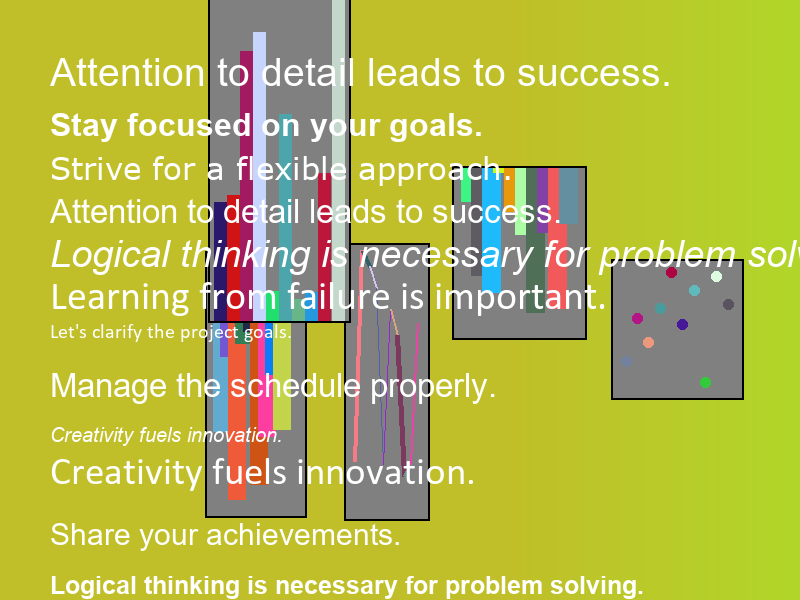 Attention to detail leads to success.
Stay focused on your goals.
Strive for a flexible approach.
Attention to detail leads to success.
Logical thinking is necessary for problem
Learning from failure is important.
Let's clarify the project goals.
Manage the schedule properly.
Creativity fuels innovation.
Creativity fuels innovation.
Share your achievements.
Logical thinking is necessary for problem solving.